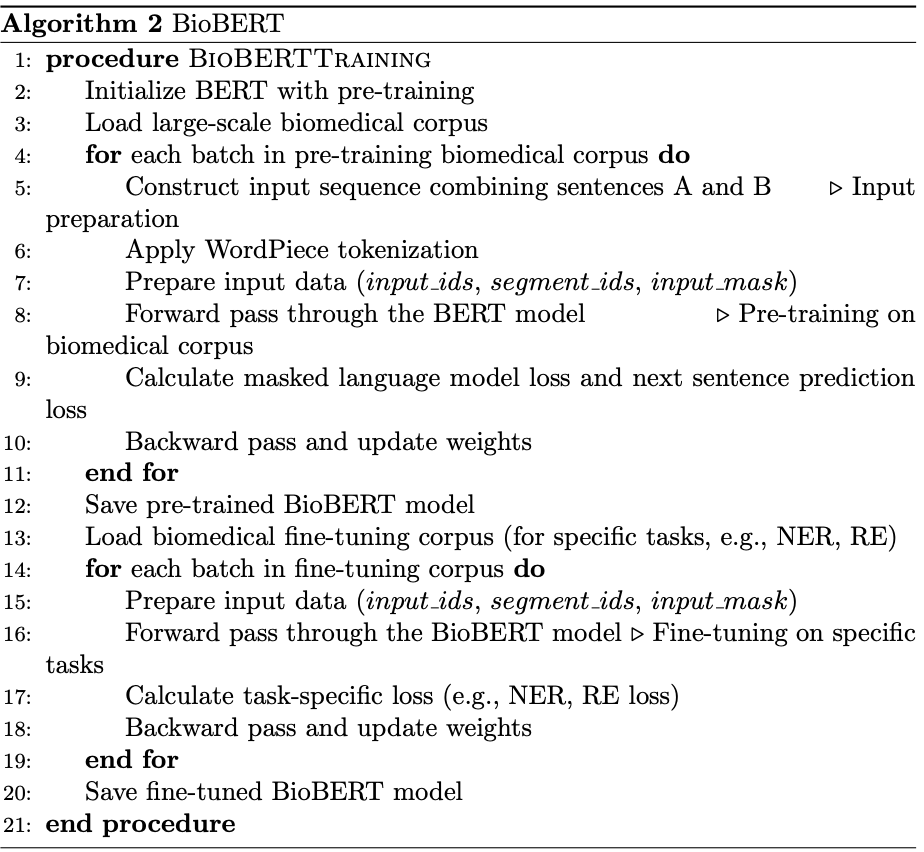 Algorithm 2 BioBERT
1: procedure BIOBERTTRAINING
2: Initialize BERT with pre-training
3: Load large-scale biomedical corpus
4: for each batch in pre-training biomedical corpus do
5: Construct input sequence combining sentences A and B ▷ Input
preparation
6: Apply WordPiece tokenization
7: Prepare input data (input_ids, segment_ids, input_mask)
8: Forward pass through the BERT model ▷ Pre-training on
biomedical corpus
9: Calculate masked language model loss and next sentence prediction
loss
10: Backward pass and update weights
11: end for
12: Save pre-trained BioBERT model
13: Load biomedical fine-tuning corpus (for specific tasks, e.g., NER, RE)
14: for each batch in fine-tuning corpus do
15: Prepare input data (input_ids, segment_ids, input_mask)
16: Forward pass through the BioBERT model ▷ Fine-tuning on specific
tasks
17: Calculate task-specific loss (e.g., NER, RE loss)
18: Backward pass and update weights
19: end for
20: Save fine-tuned BioBERT model
21: end procedure